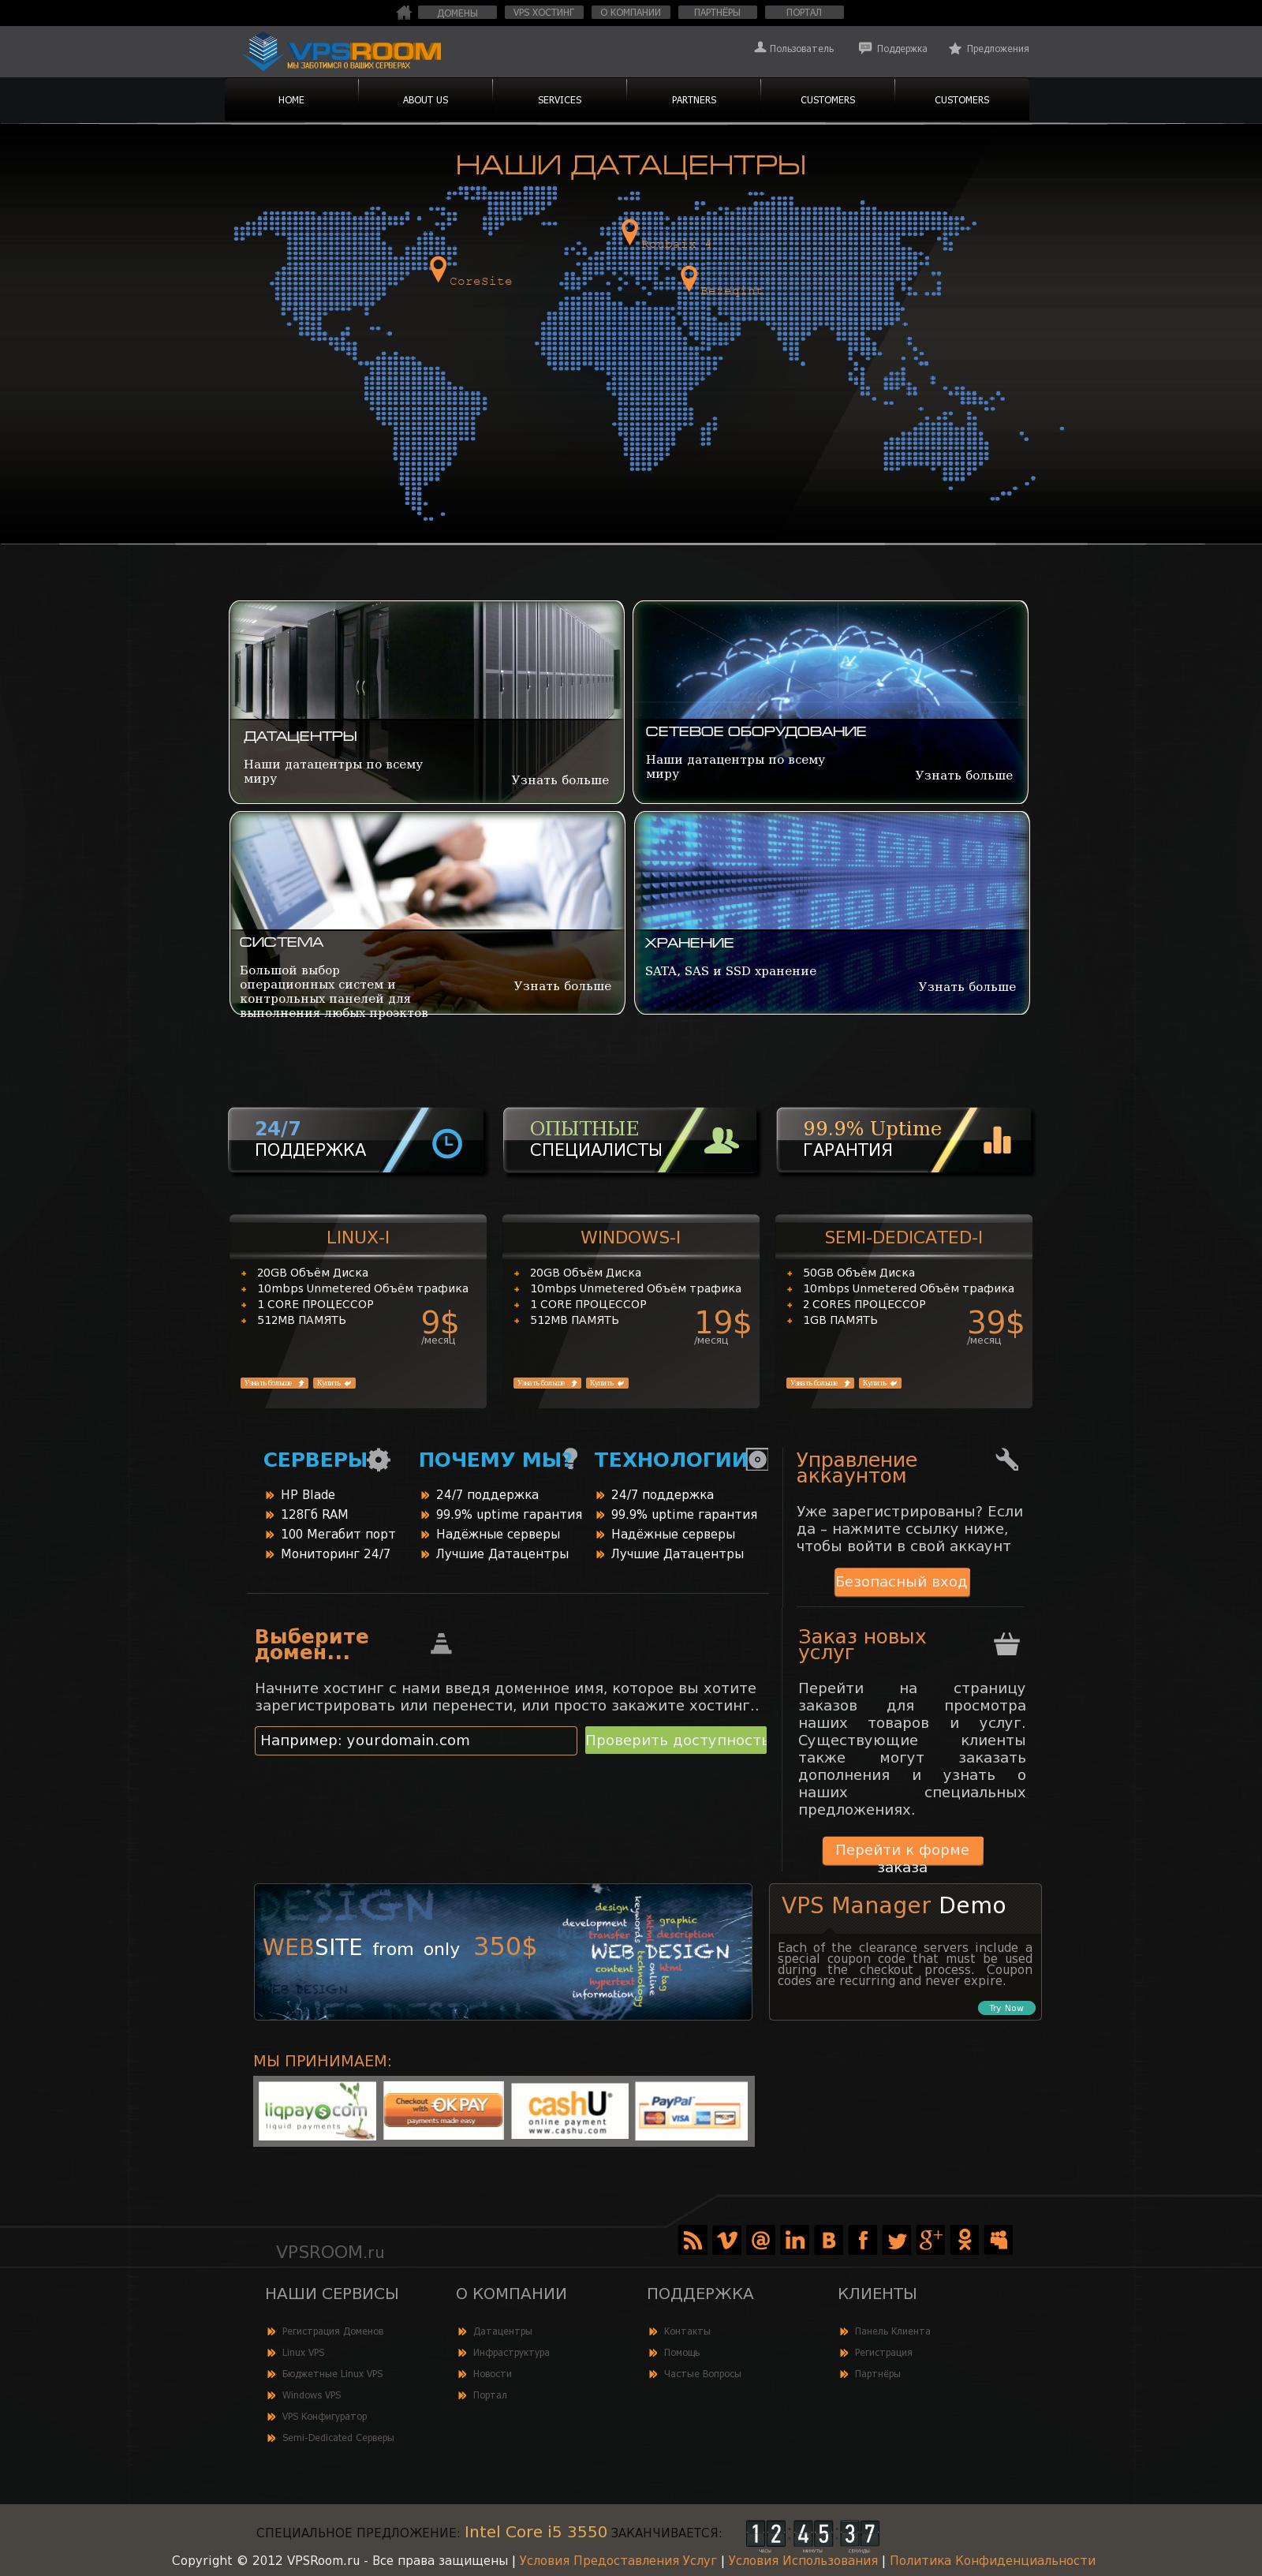 ДОМЕНЫ
VPS ХОСТИНГ
О КОМПАНИИ
ПАРТНЁРЫ
ПОРТАЛ
VPSROOM
МЫ ЗАБОТИМСЯ О ВАШИХ СЕРВЕРАХ
Пользователь
Поддержка
Предложения
HOME
ABOUT US
SERVICES
PARTNERS
CUSTOMERS
CUSTOMERS
НАШИ ДАТАЦЕНТРЫ
Roubaix 4
CoreSite
Bezeqint
ДАТАЦЕНТРЫ
Наши датацентры по всему
миру
Узнать больше
СЕТЕВОЕ ОБОРУДОВАНИЕ
Наши датацентры по всему
миру
Узнать больше
СИСТЕМА
Большой выбор
операционных систем и
контрольных панелей для
выполнения любых проэктов
Узнать больше
ХРАНЕНИЕ
SATA, SAS и SSD хранение
Узнать больше
24/7
ПОДДЕРЖКА
ОПЫТНЫЕ
СПЕЦИАЛИСТЫ
99.9% Uptime
ГАРАНТИЯ
LINUX-I
20GB Объём Диска
10mbps Unmetered Объём трафика
1 CORE ПРОЦЕССОР
512MB ПАМЯТЬ
9$
/месяц
Узнать больше
Купить
WINDOWS-I
20GB Объём Диска
10mbps Unmetered Объём трафика
1 CORE ПРОЦЕССОР
512MB ПАМЯТЬ
19$
/месяц
Узнать больше
Купить
SEMI-DEDICATED-I
50GB Объём Диска
10mbps Unmetered Объём трафика
2 CORES ПРОЦЕССОР
1GB ПАМЯТЬ
39$
/месяц
Узнать больше
Купить
СЕРВЕРЫ
HP Blade
128Гб RAM
100 Мегабит порт
Мониторинг 24/7
ПОЧЕМУ МЫ?
24/7 поддержка
99.9% uptime гарантия
Надёжные серверы
Лучшие Датацентры
ТЕХНОЛОГИИ
24/7 поддержка
99.9% uptime гарантия
Надёжные серверы
Лучшие Датацентры
Управление
аккаунтом
Уже зарегистрированы? Если
да – нажмите ссылку ниже,
чтобы войти в свой аккаунт
Безопасный вход
Выберите
домен...
Начните хостинг с нами введя доменное имя, которое вы хотите
зарегистрировать или перенести, или просто закажите хостинг..
Например: yourdomain.com
Проверить доступность
Заказ новых
услуг
Перейти на страницу
заказов для просмотра
наших товаров и услуг.
Существующие клиенты
также могут заказать
дополнения и узнать о
наших специальных
предложениях.
Перейти к форме
заказа
DESIGN
WEBSITE from only 350$
WEB DESIGN
design
keywords
xhtml
graphic
development
transfer
description
WEB DESIGN
content
technology
online
html
hypertext
tag
information
VPS Manager Demo
Each of the clearance servers include a
special coupon code that must be used
during the checkout process. Coupon
codes are recurring and never expire.
Try Now
МЫ ПРИНИМАЕМ:
liqpay$com
liquid payments
Checkout
with
OKPAY
payments made easy
cashU
online payment
www.cashu.com
PayPal
VISA
VPSROOM.ru
НАШИ СЕРВИСЫ
Регистрация Доменов
Linux VPS
Бюджетные Linux VPS
Windows VPS
VPS Конфигуратор
Semi-Dedicated Серверы
О КОМПАНИИ
Датацентры
Инфраструктура
Новости
Портал
ПОДДЕРЖКА
Контакты
Помощь
Частые Вопросы
КЛИЕНТЫ
Панель Клиента
Регистрация
Партнёры
СПЕЦИАЛЬНОЕ ПРЕДЛОЖЕНИЕ: Intel Core i5 3550 ЗАКАНЧИВАЕТСЯ:
12 45 37
ЧАСЫ МИНУТЫ СЕКУНДЫ
Copyright © 2012 VPSRoom.ru - Все права защищены | Условия Предоставления Услуг | Условия Использования | Политика Конфиденциальности